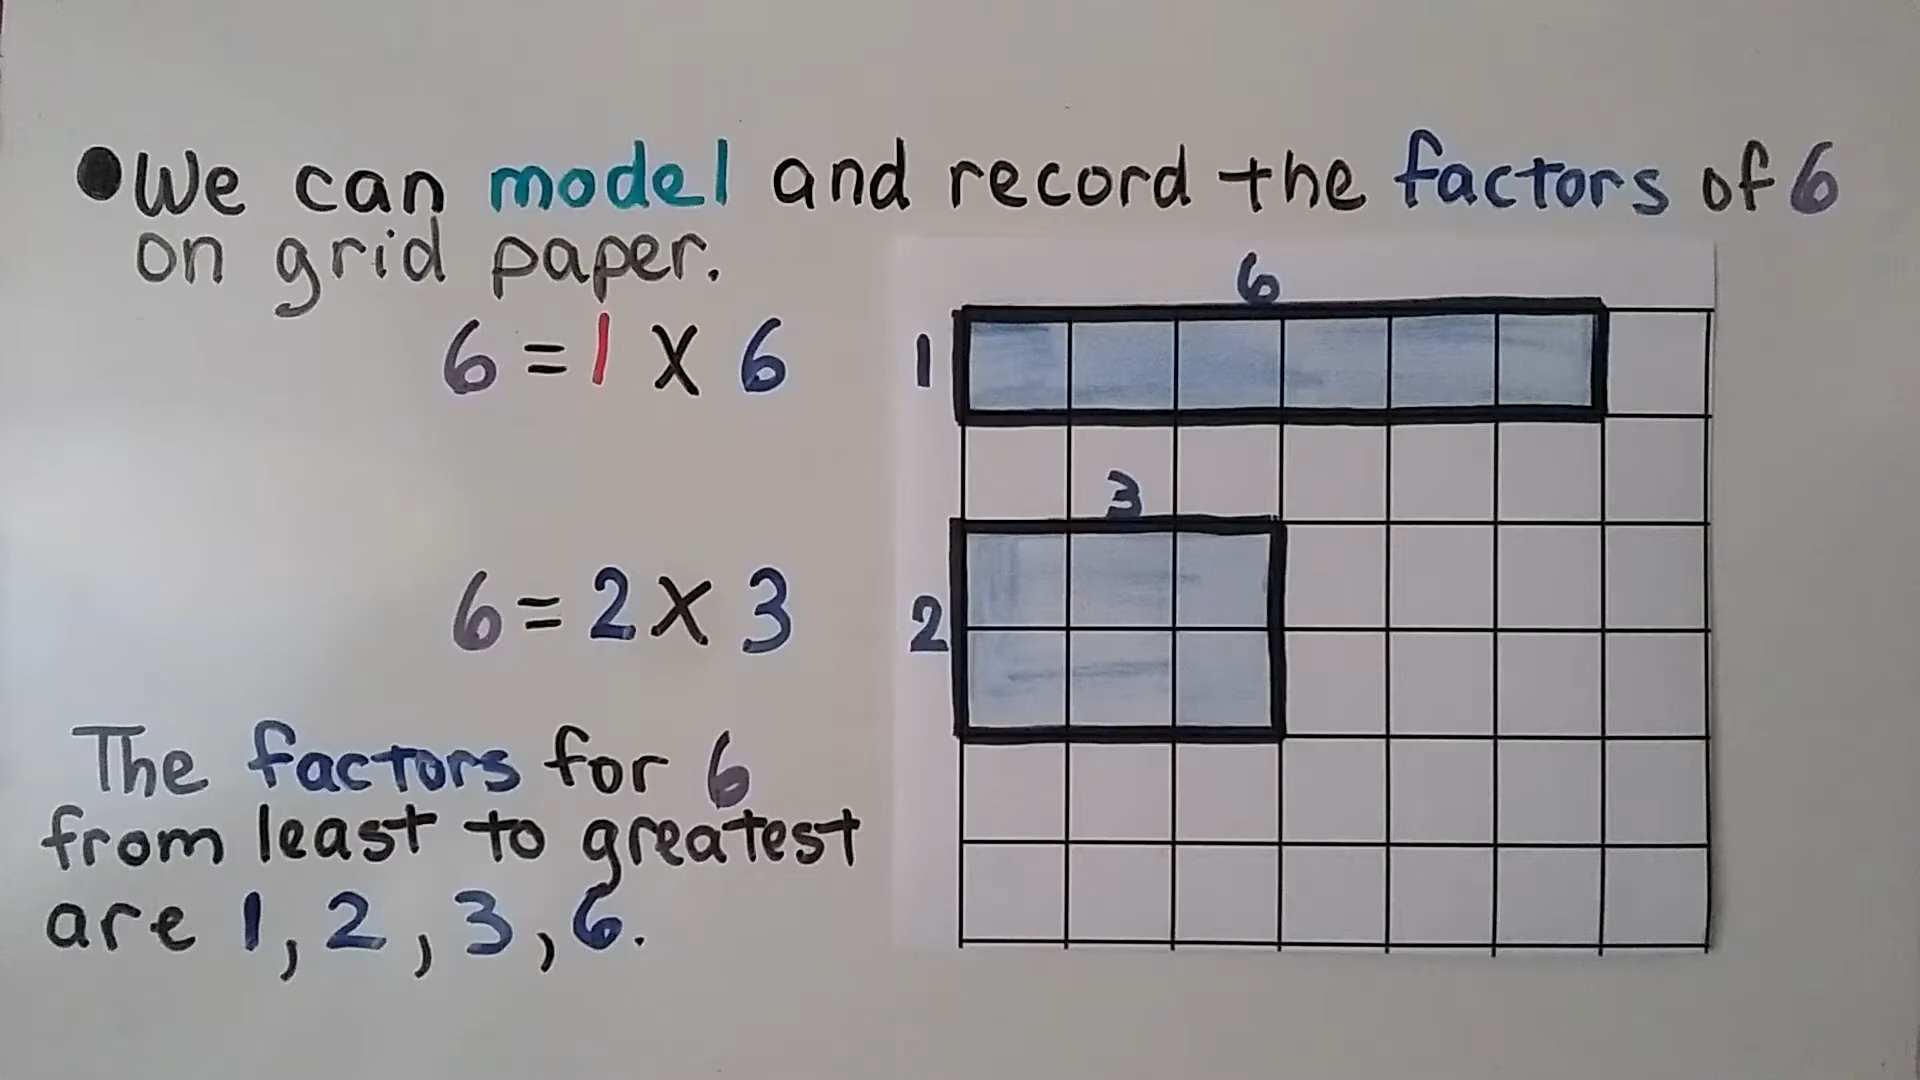 We can model and record the factors of 6
on grid paper.
6
6 = 1 X 6
1
3
6 = 2 X 3
2
The factors for 6
from least to greatest
are 1, 2, 3, 6.